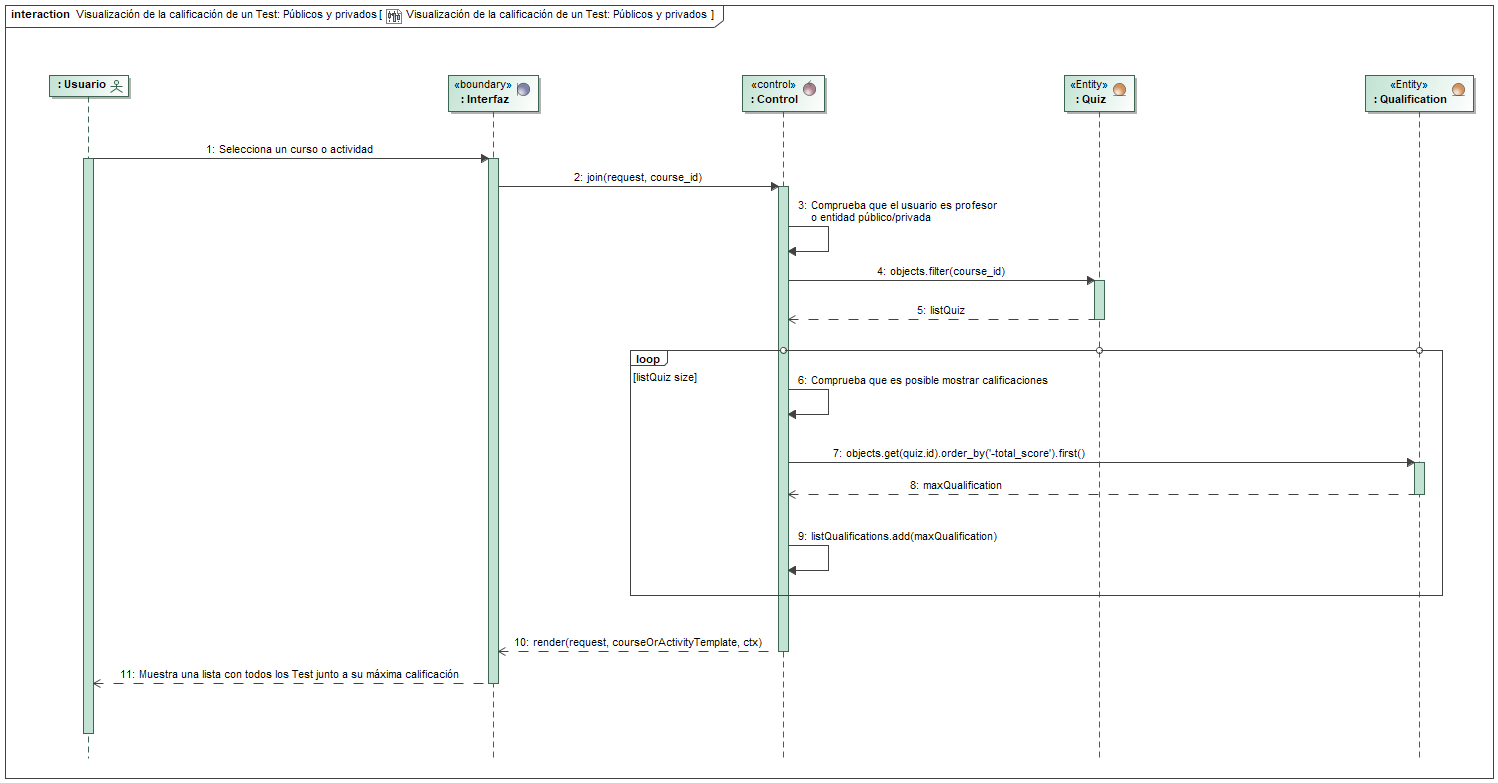 interaction Visualización de la calificación de un Test: Públicos y privados [ Visualización de la calificación de un Test: Públicos y privados ]
: Usuario
«boundary»
: Interfaz
«control»
: Control
«Entity»
: Quiz
«Entity»
: Qualification
1: Selecciona un curso o actividad
2: join(request, course_id)
3: Comprueba que el usuario es profesor
o entidad público/privada
4: objects.filter(course_id)
5: listQuiz
loop
[listQuiz size]
6: Comprueba que es posible mostrar calificaciones
7: objects.get(quiz.id).order_by('-total_score').first()
8: maxQualification
9: listQualifications.add(maxQualification)
10: render(request, courseOrActivityTemplate, ctx)
11: Muestra una lista con todos los Test junto a su máxima calificación